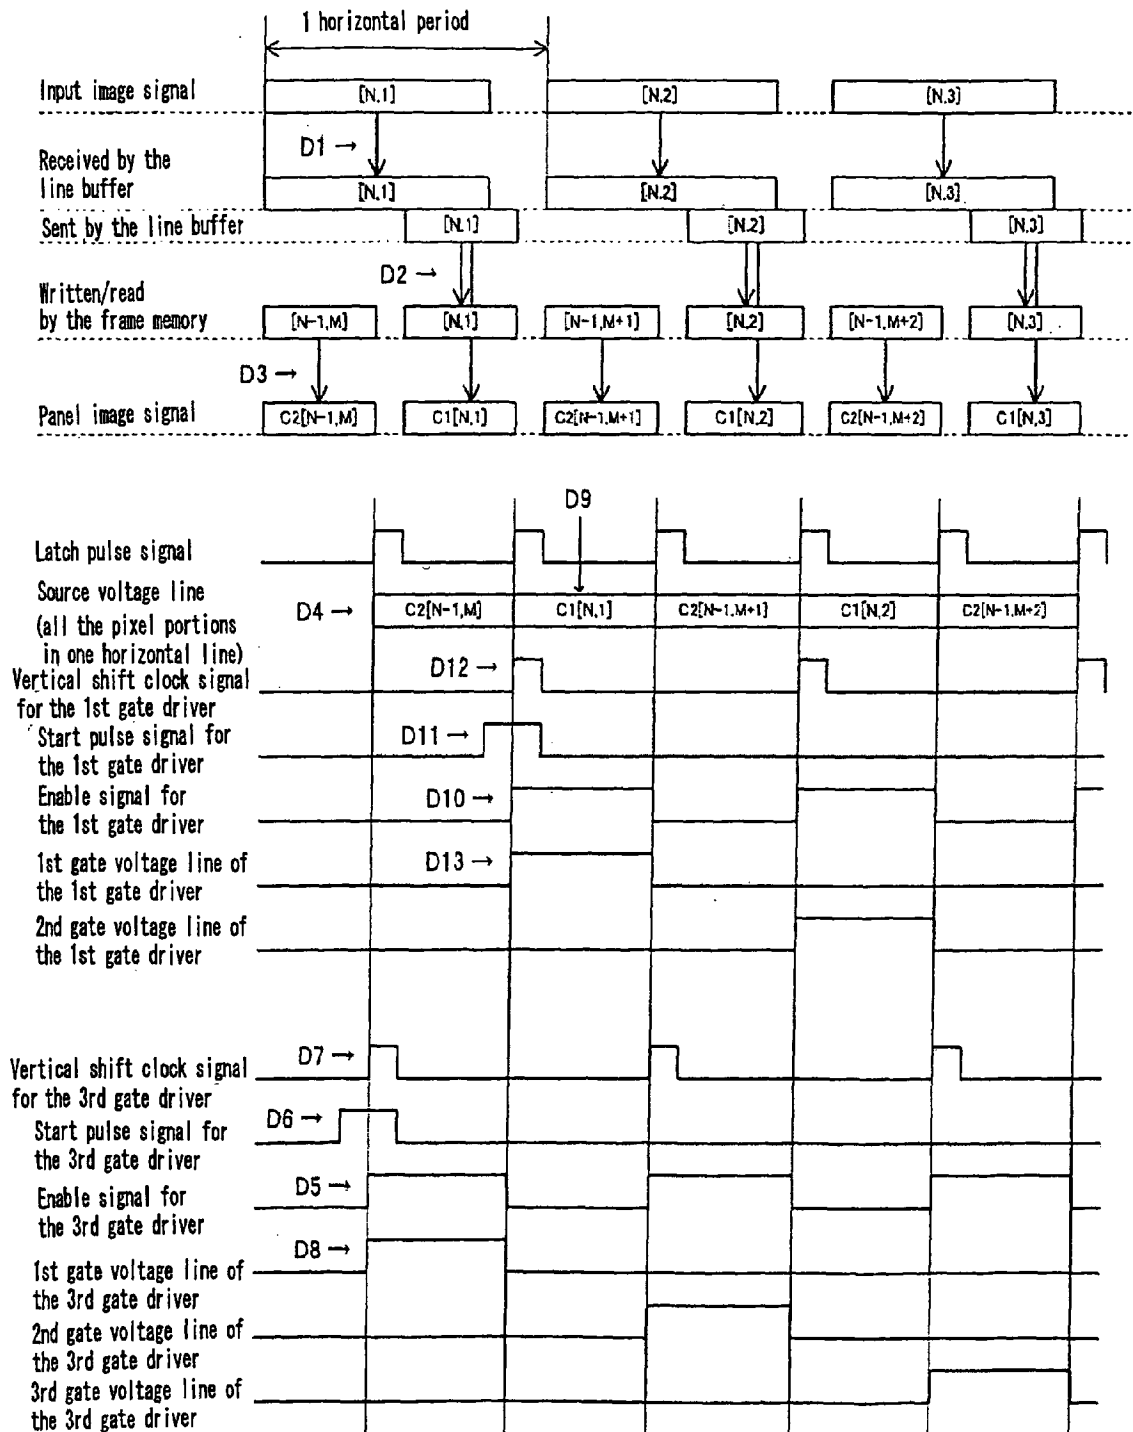 1 horizontal period
Input image signal
[N,1]
[N,2]
[N,3]
D1 →
Received by the
line buffer
[N,1]
[N,2]
[N,3]
Sent by the line buffer
[N,1]
[N,2]
[N,3]
D2 →
Written/read
by the frame memory
[N-1,M]
[N,1]
[N-1,M+1]
[N,2]
[N-1,M+2]
[N,3]
D3 →
Panel image signal
C2[N-1,M]
C1[N,1]
C2[N-1,M+1]
C1[N,2]
C2[N-1,M+2]
C1[N,3]
D9
Latch pulse signal
Source voltage line
(all the pixel portions
in one horizontal line)
D4 →
C2[N-1,M]
C1[N,1]
C2[N-1,M+1]
C1[N,2]
C2[N-1,M+2]
Vertical shift clock signal
for the 1st gate driver
D12 →
Start pulse signal for
the 1st gate driver
D11 →
Enable signal for
the 1st gate driver
D10 →
1st gate voltage line of
the 1st gate driver
D13 →
2nd gate voltage line of
the 1st gate driver
D7 →
Vertical shift clock signal
for the 3rd gate driver
D6 →
Start pulse signal for
the 3rd gate driver
D5 →
Enable signal for
the 3rd gate driver
D8 →
1st gate voltage line of
the 3rd gate driver
2nd gate voltage line of
the 3rd gate driver
3rd gate voltage line of
the 3rd gate driver